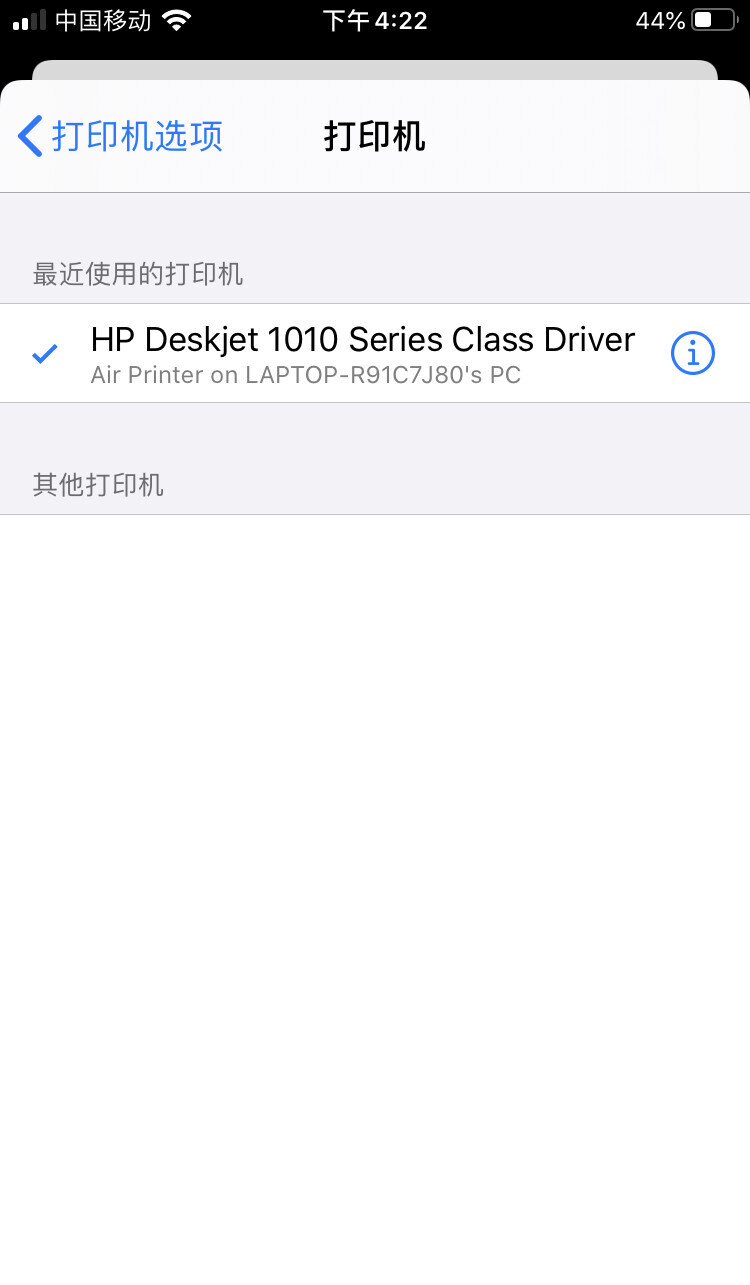 中国移动 下午4:22 44%
打印机选项 打印机
最近使用的打印机
HP Deskjet 1010 Series Class Driver
Air Printer on LAPTOP-R91C7J80's PC
其他打印机